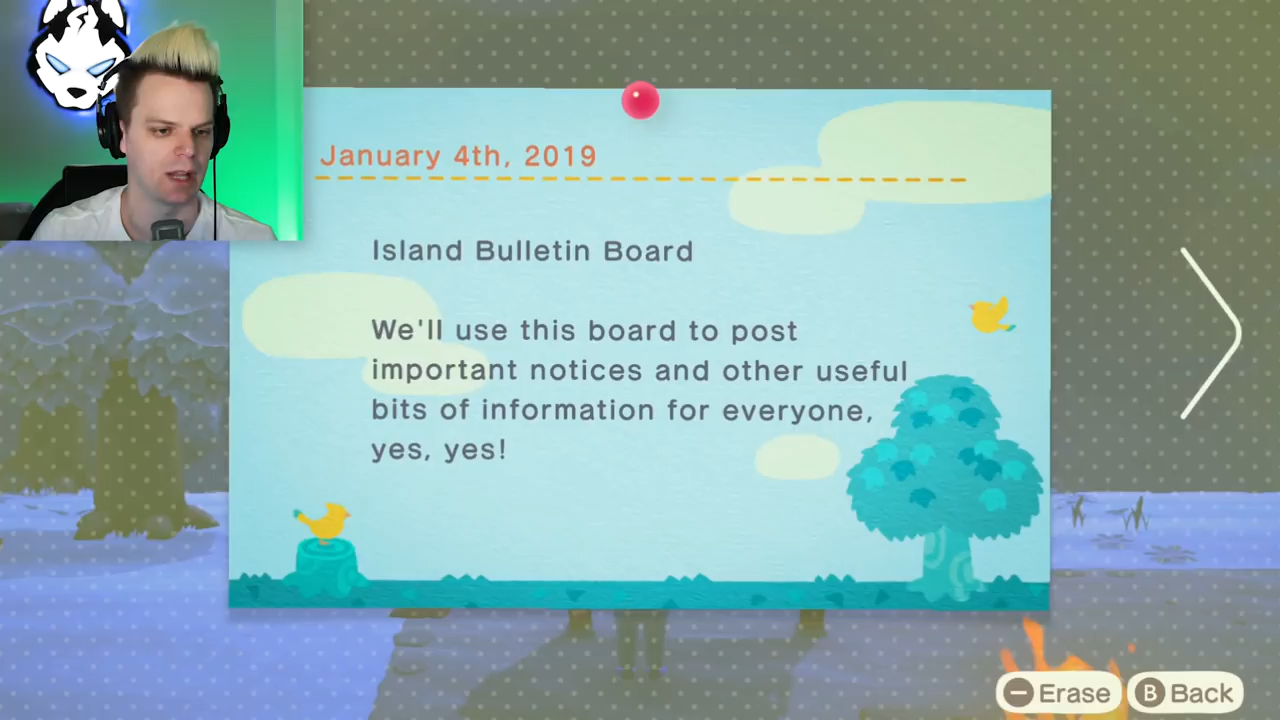 January 4th, 2019
Island Bulletin Board
We'll use this board to post
important notices and other useful
bits of information for everyone,
yes, yes!
Erase
B Back